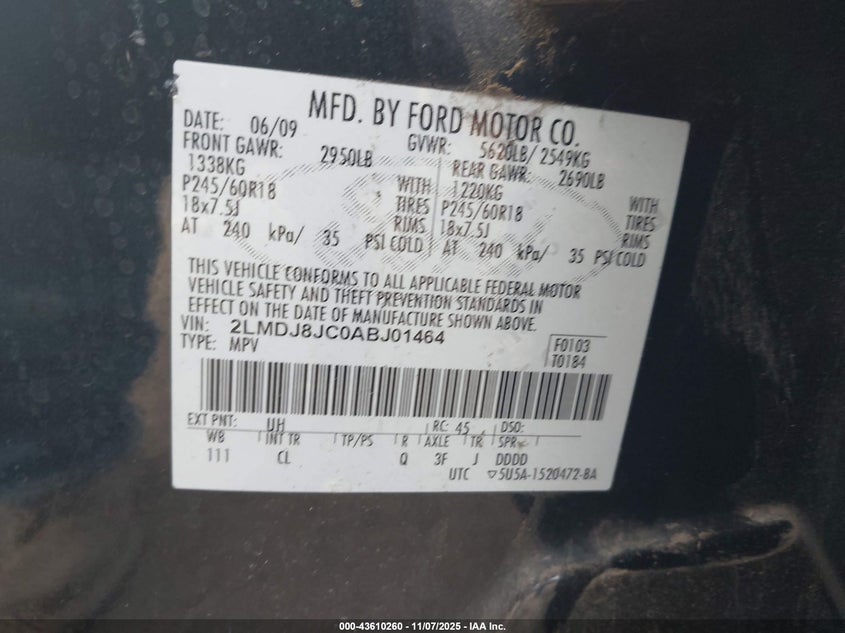 MFD. BY FORD MOTOR CO.
DATE: 06/09 GVWR: 5620LB/ 2549KG
FRONT GAWR: 2950LB REAR GAWR: 2690LB
1338KG WITH 1220KG WITH
P245/60R18 TIRES P245/60R18 TIRES
18x7.5J RIMS 18x7.5J RIMS
AT 240 kPa/ 35 PSI COLD AT 240 kPa/ 35 PSI COLD
THIS VEHICLE CONFORMS TO ALL APPLICABLE FEDERAL MOTOR
VEHICLE SAFETY AND THEFT PREVENTION STANDARDS IN
EFFECT ON THE DATE OF MANUFACTURE SHOWN ABOVE.
VIN: 2LMDJ8JC0ABJ01464
TYPE: MPV
F0103
T0184
EXT PNT: UH RC: 45 DSO:
WB INT TR TP/PS R AXLE TR SPR
111 CL Q 3F J DDDD
UTC ▽5U5A-1520472-BA
000-43610260 - 11/07/2025 - IAA Inc.